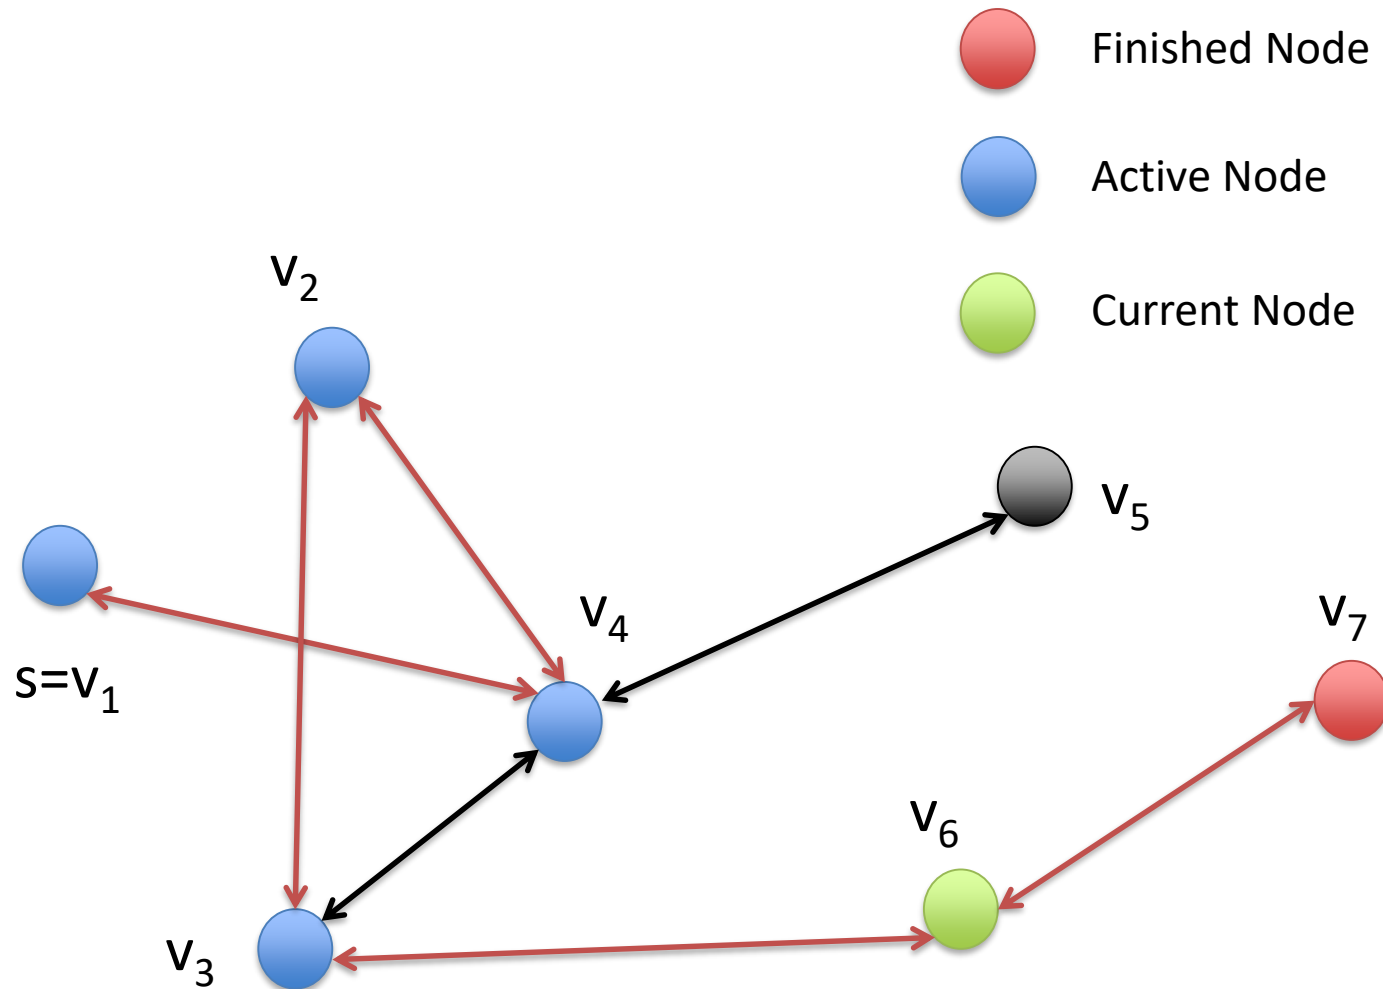 Finished Node
Active Node
Current Node
v2
v5
v4
v7
s=v1
v6
v3